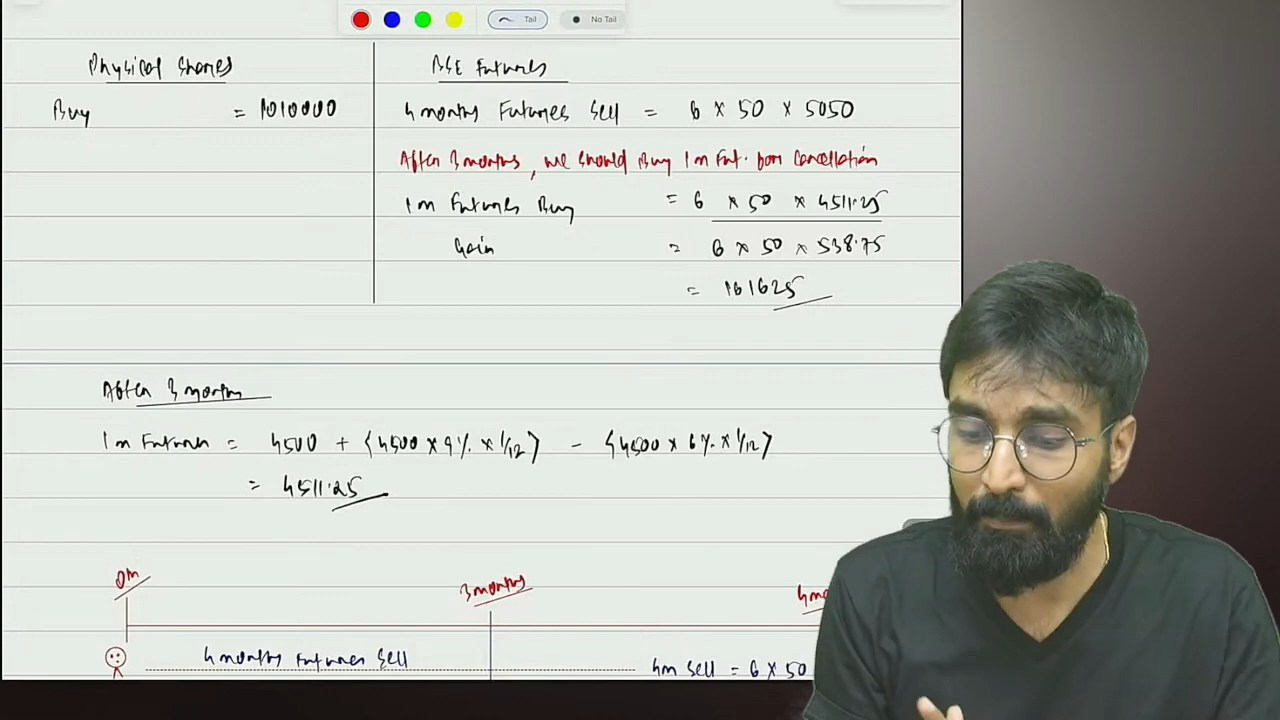 Tail
No Tail
Physical Shares
Buy = 1010000
BSE Futures
4 months Futures Sell = 6 × 50 × 5050
After 3 months, we should Buy 1m Fut. for Cancellation
1m Futures Buy = 6 × 50 × 4511.25
Gain = 6 × 50 × 538.75
= 161625
After 3 months
1m Futures = 4500 + {4500 × 9% × 1/12} - {4500 × 6% × 1/12}
= 4511.25
0m
3 months
4 months Futures Sell
4m Sell = 6 × 50